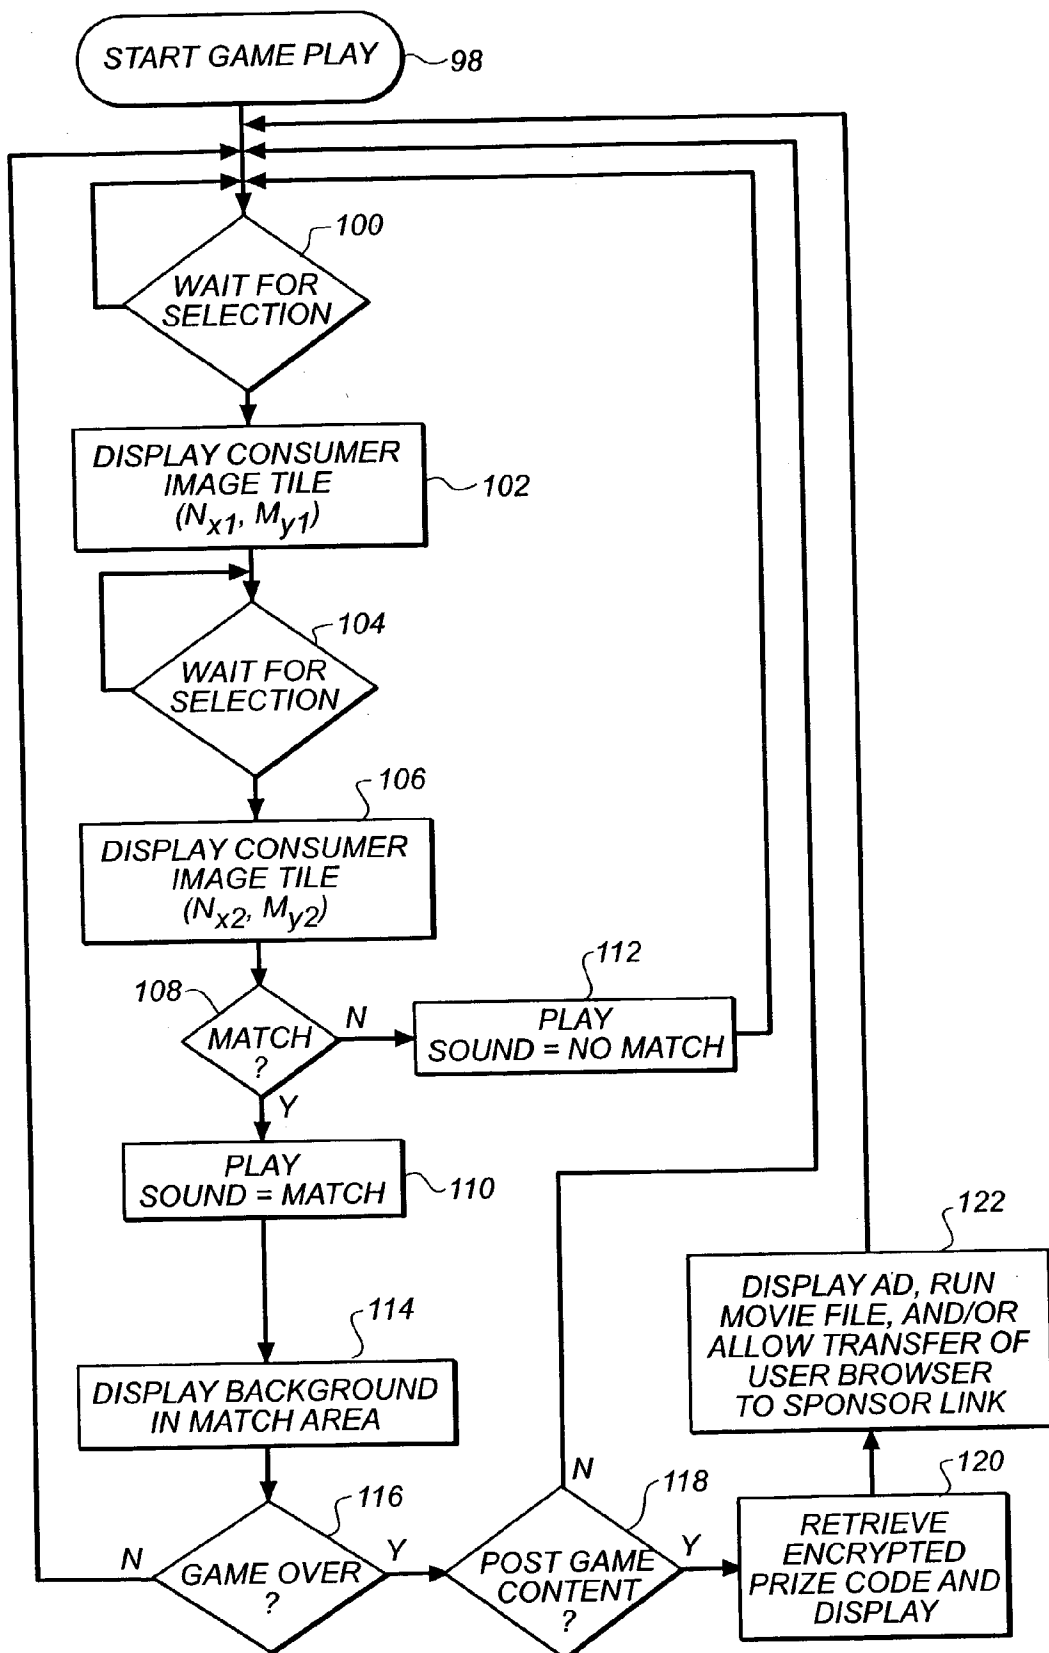 START GAME PLAY
98
100
WAIT FOR
SELECTION
DISPLAY CONSUMER
IMAGE TILE
(Nx1, My1)
102
104
WAIT FOR
SELECTION
106
DISPLAY CONSUMER
IMAGE TILE
(Nx2, My2)
108
MATCH
?
N
112
PLAY
SOUND = NO MATCH
Y
PLAY
SOUND = MATCH
110
114
DISPLAY BACKGROUND
IN MATCH AREA
116
GAME OVER
?
N
Y
118
POST GAME
CONTENT
?
N
Y
120
RETRIEVE
ENCRYPTED
PRIZE CODE AND
DISPLAY
122
DISPLAY AD, RUN
MOVIE FILE, AND/OR
ALLOW TRANSFER OF
USER BROWSER
TO SPONSOR LINK